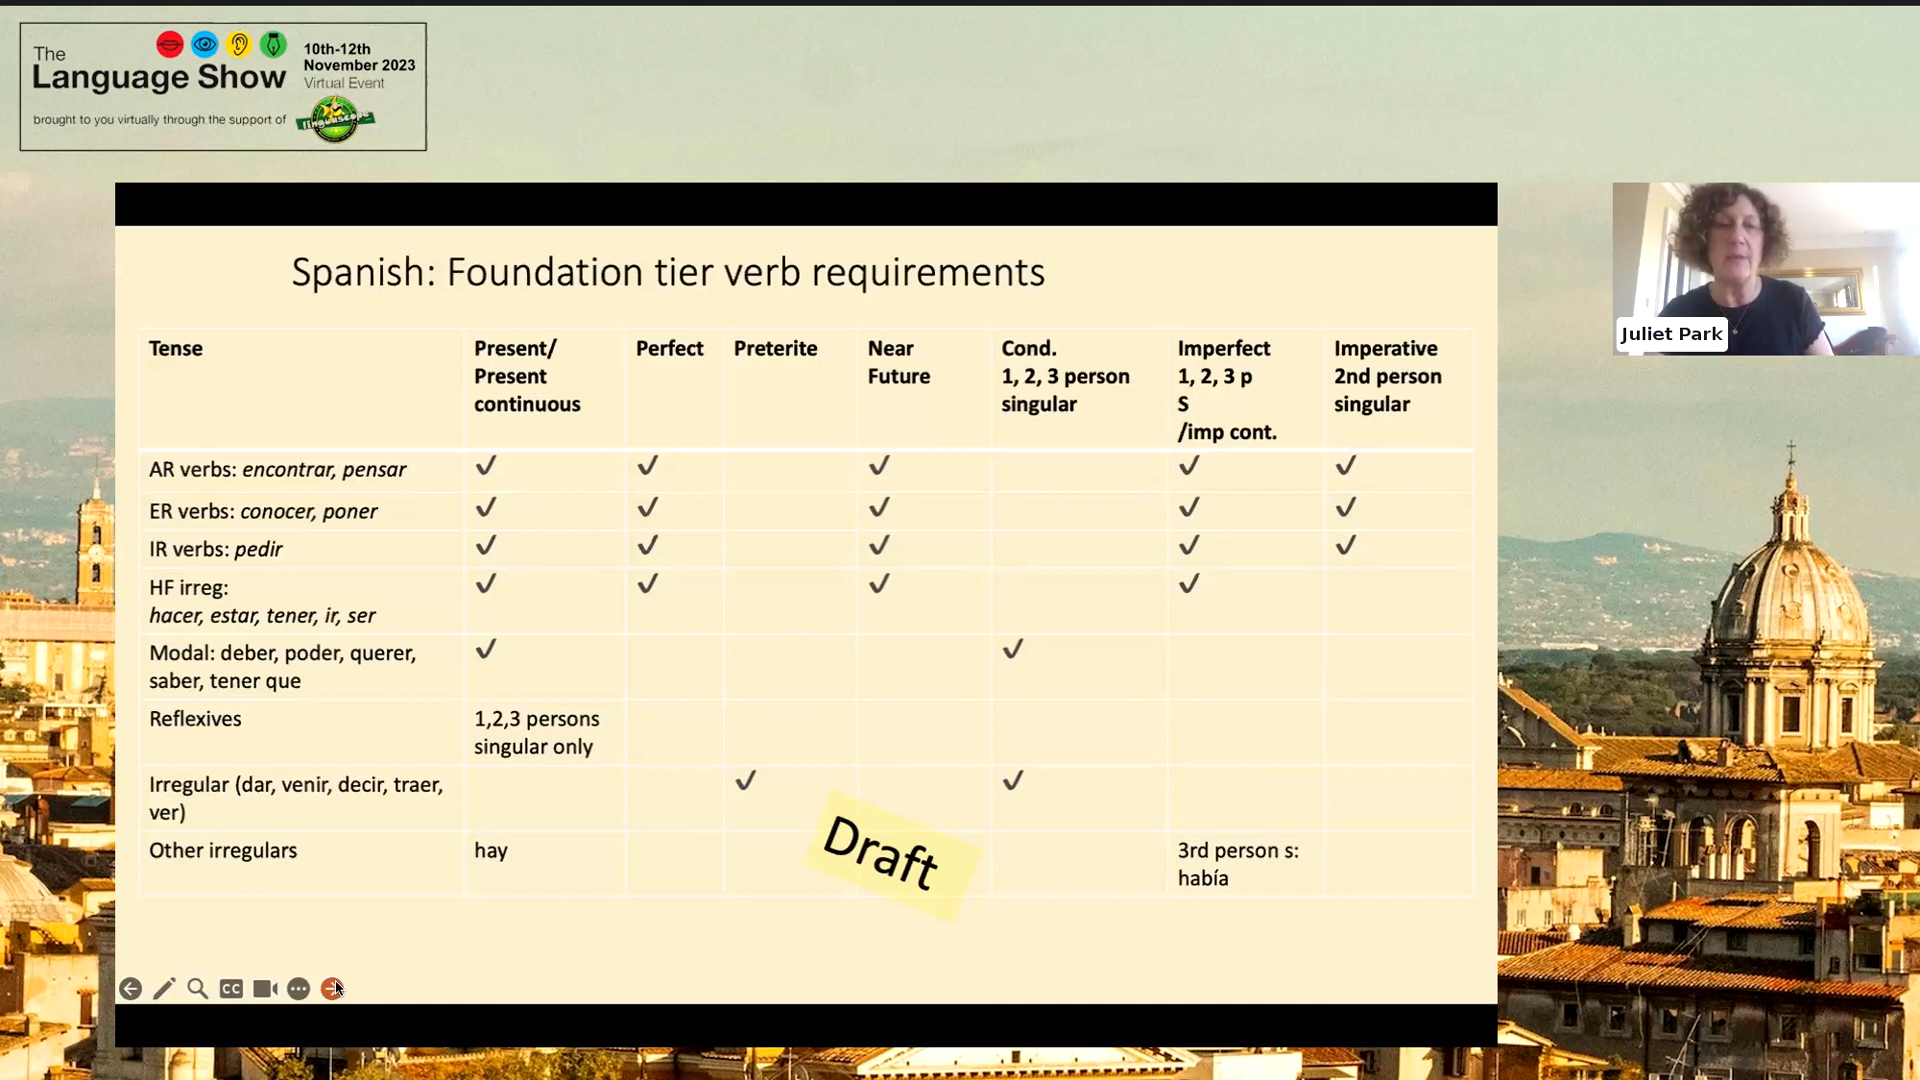 The
Language Show
10th-12th
November 2023
Virtual Event
brought to you virtually through the support of
linguascope
Juliet Park
Spanish: Foundation tier verb requirements
Tense
Present/
Present
continuous
Perfect
Preterite
Near
Future
Cond.
1, 2, 3 person
singular
Imperfect
1, 2, 3 p
S
/imp cont.
Imperative
2nd person
singular
AR verbs: encontrar, pensar ✓ ✓ ✓ ✓ ✓
ER verbs: conocer, poner ✓ ✓ ✓ ✓ ✓
IR verbs: pedir ✓ ✓ ✓ ✓ ✓
HF irreg: ✓ ✓ ✓ ✓
hacer, estar, tener, ir, ser
Modal: deber, poder, querer, ✓ ✓
saber, tener que
Reflexives
1,2,3 persons
singular only
Irregular (dar, venir, decir, traer, ✓ ✓
ver)
Other irregulars
hay
3rd person s:
había
Draft
CC